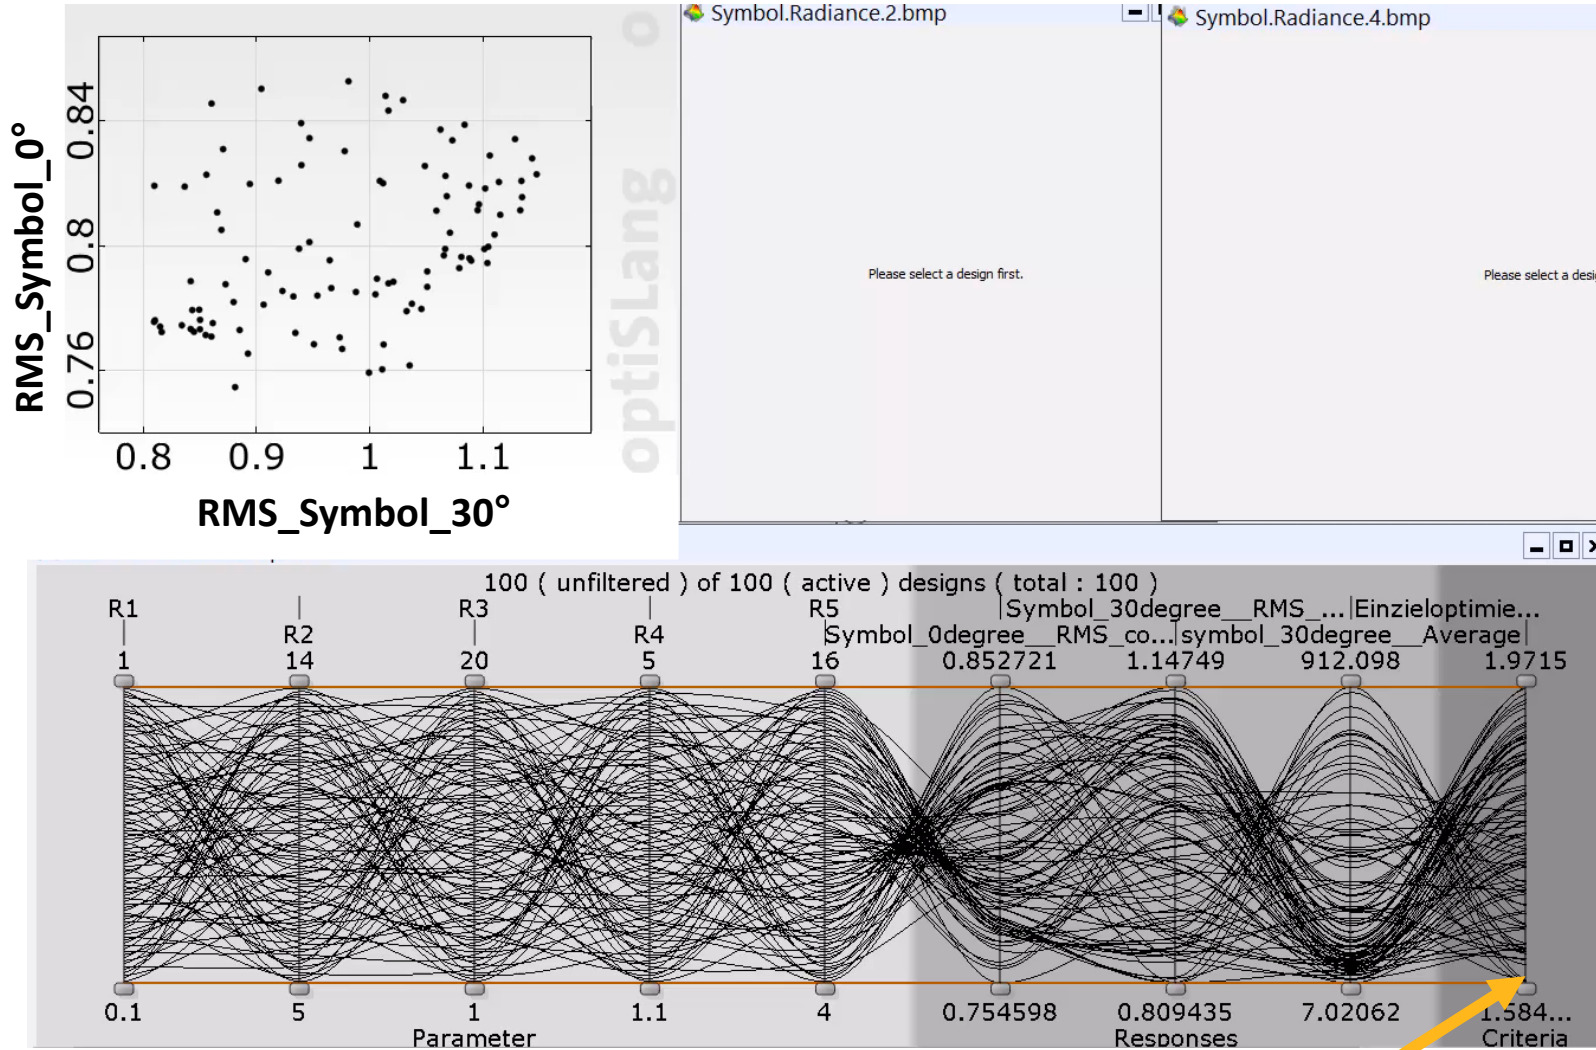 Symbol.Radiance.2.bmp
Symbol.Radiance.4.bmp
RMS_Symbol_0°
0.84
0.8
0.76
0.8 0.9 1 1.1
RMS_Symbol_30°
optiSLang
Please select a design first.
Please select a
100 ( unfiltered ) of 100 ( active ) designs ( total : 100 )
R1 R3 R5 Symbol_30degree__RMS_... Einzieloptimie...
R2 R4 Symbol_0degree__RMS_co... symbol_30degree__Average
1 14 20 5 16 0.852721 1.14749 912.098 1.9715
0.1 5 1 1.1 4 0.754598 0.809435 7.02062 1.584...
Parameter Responses Criteria